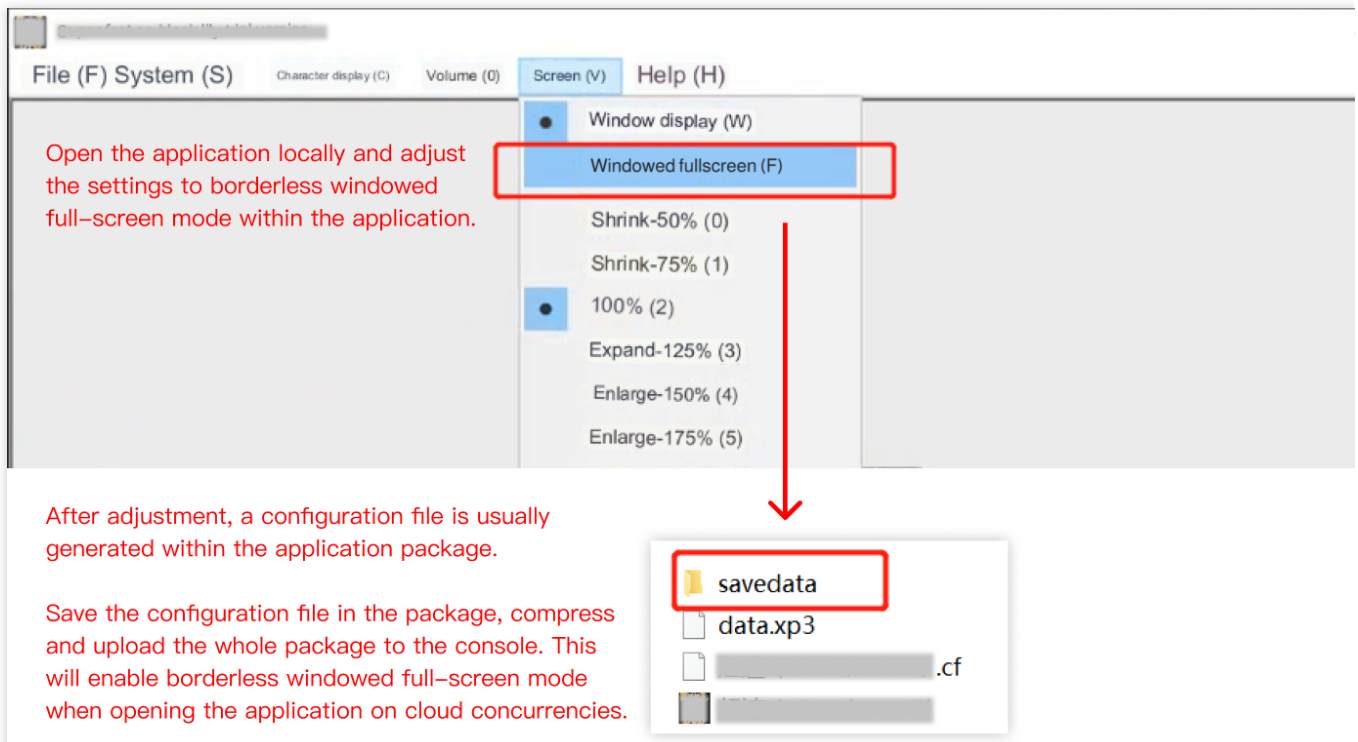 File (F) System (S) Character display (C) Volume (0) Screen (V) Help (H)
Window display (W)
Windowed fullscreen (F)
Shrink-50% (0)
Shrink-75% (1)
100% (2)
Expand-125% (3)
Enlarge-150% (4)
Enlarge-175% (5)
Open the application locally and adjust
the settings to borderless windowed
full-screen mode within the application.
After adjustment, a configuration file is usually
generated within the application package.
Save the configuration file in the package, compress
and upload the whole package to the console. This
will enable borderless windowed full-screen mode
when opening the application on cloud concurrencies.
savedata
data.xp3
.cf